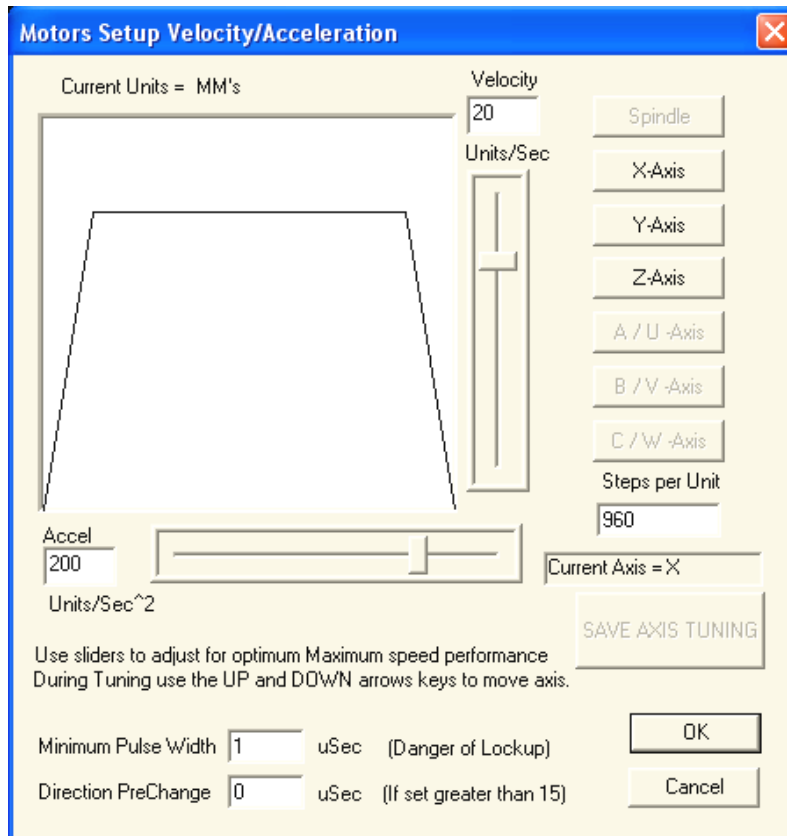 Motors Setup Velocity/Acceleration
Current Units = MM's
Velocity
20
Units/Sec
Spindle
X-Axis
Y-Axis
Z-Axis
A / U -Axis
B / V -Axis
C / W -Axis
Steps per Unit
960
Accel
200
Units/Sec^2
Current Axis = X
SAVE AXIS TUNING
Use sliders to adjust for optimum Maximum speed performance
During Tuning use the UP and DOWN arrows keys to move axis.
Minimum Pulse Width 1 uSec (Danger of Lockup)
Direction PreChange 0 uSec (If set greater than 15)
OK
Cancel